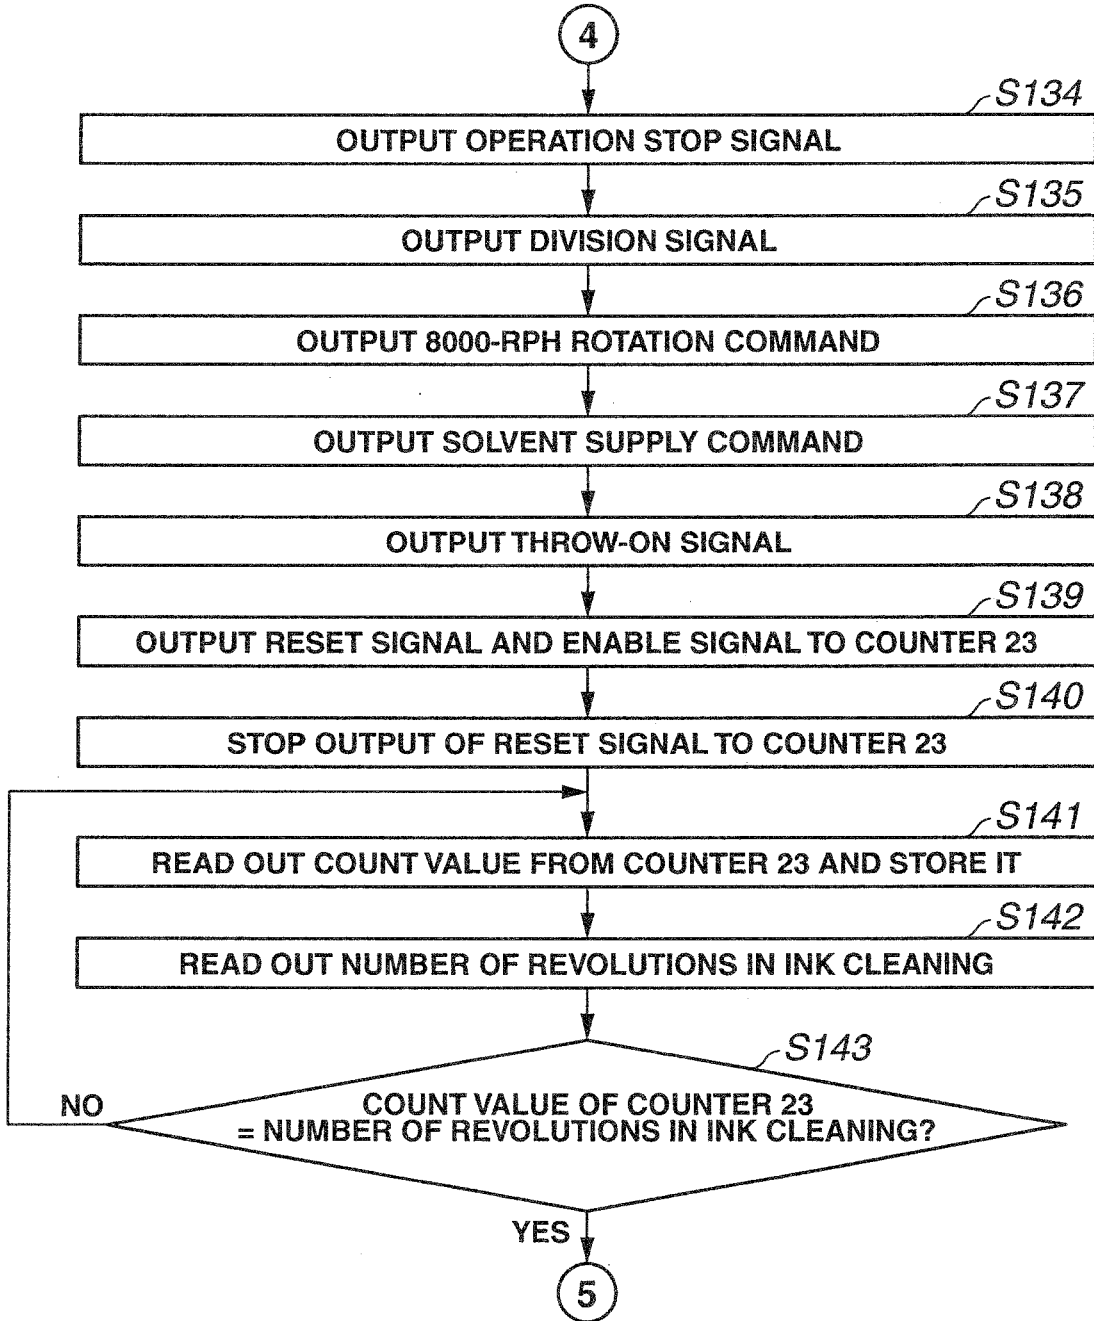 4
S134
OUTPUT OPERATION STOP SIGNAL
S135
OUTPUT DIVISION SIGNAL
S136
OUTPUT 8000-RPH ROTATION COMMAND
S137
OUTPUT SOLVENT SUPPLY COMMAND
S138
OUTPUT THROW-ON SIGNAL
S139
OUTPUT RESET SIGNAL AND ENABLE SIGNAL TO COUNTER 23
S140
STOP OUTPUT OF RESET SIGNAL TO COUNTER 23
S141
READ OUT COUNT VALUE FROM COUNTER 23 AND STORE IT
S142
READ OUT NUMBER OF REVOLUTIONS IN INK CLEANING
S143
NO
COUNT VALUE OF COUNTER 23
= NUMBER OF REVOLUTIONS IN INK CLEANING?
YES
5